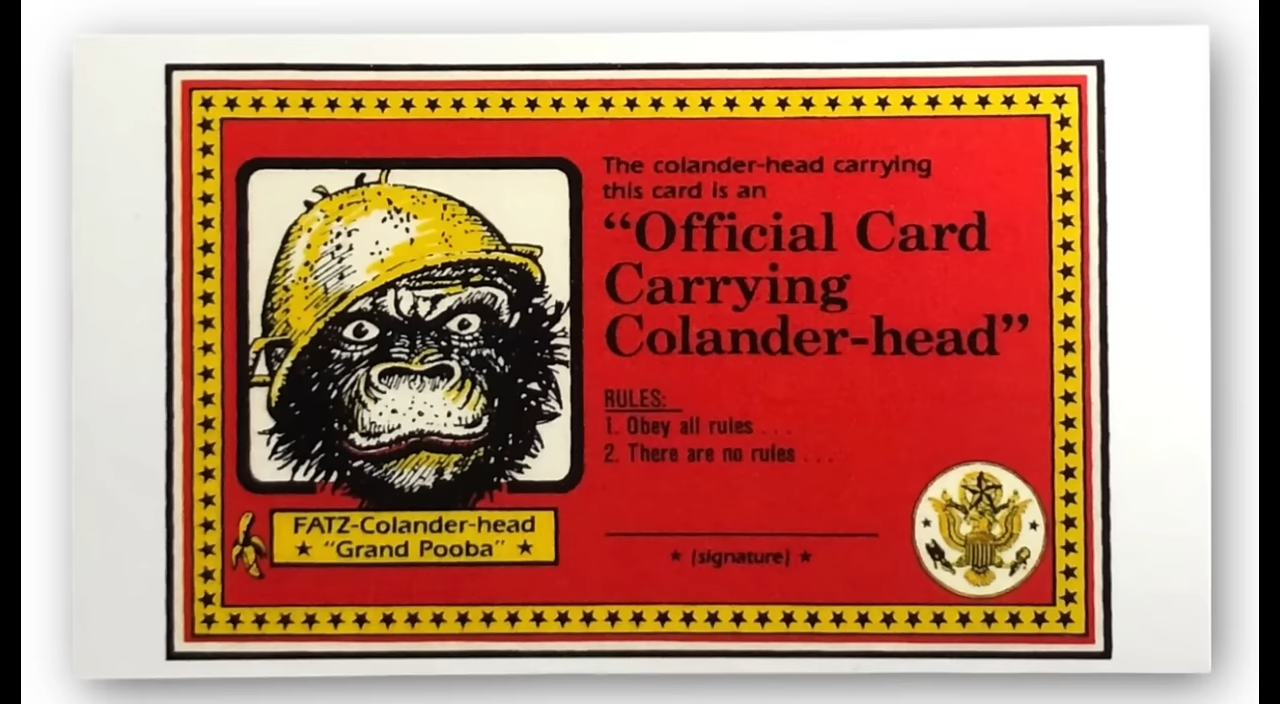 The colander-head carrying
this card is an
“Official Card
Carrying
Colander-head”
RULES:
1. Obey all rules . . .
2. There are no rules . . .
FATZ-Colander-head
★ “Grand Pooba” ★
★ (signature) ★